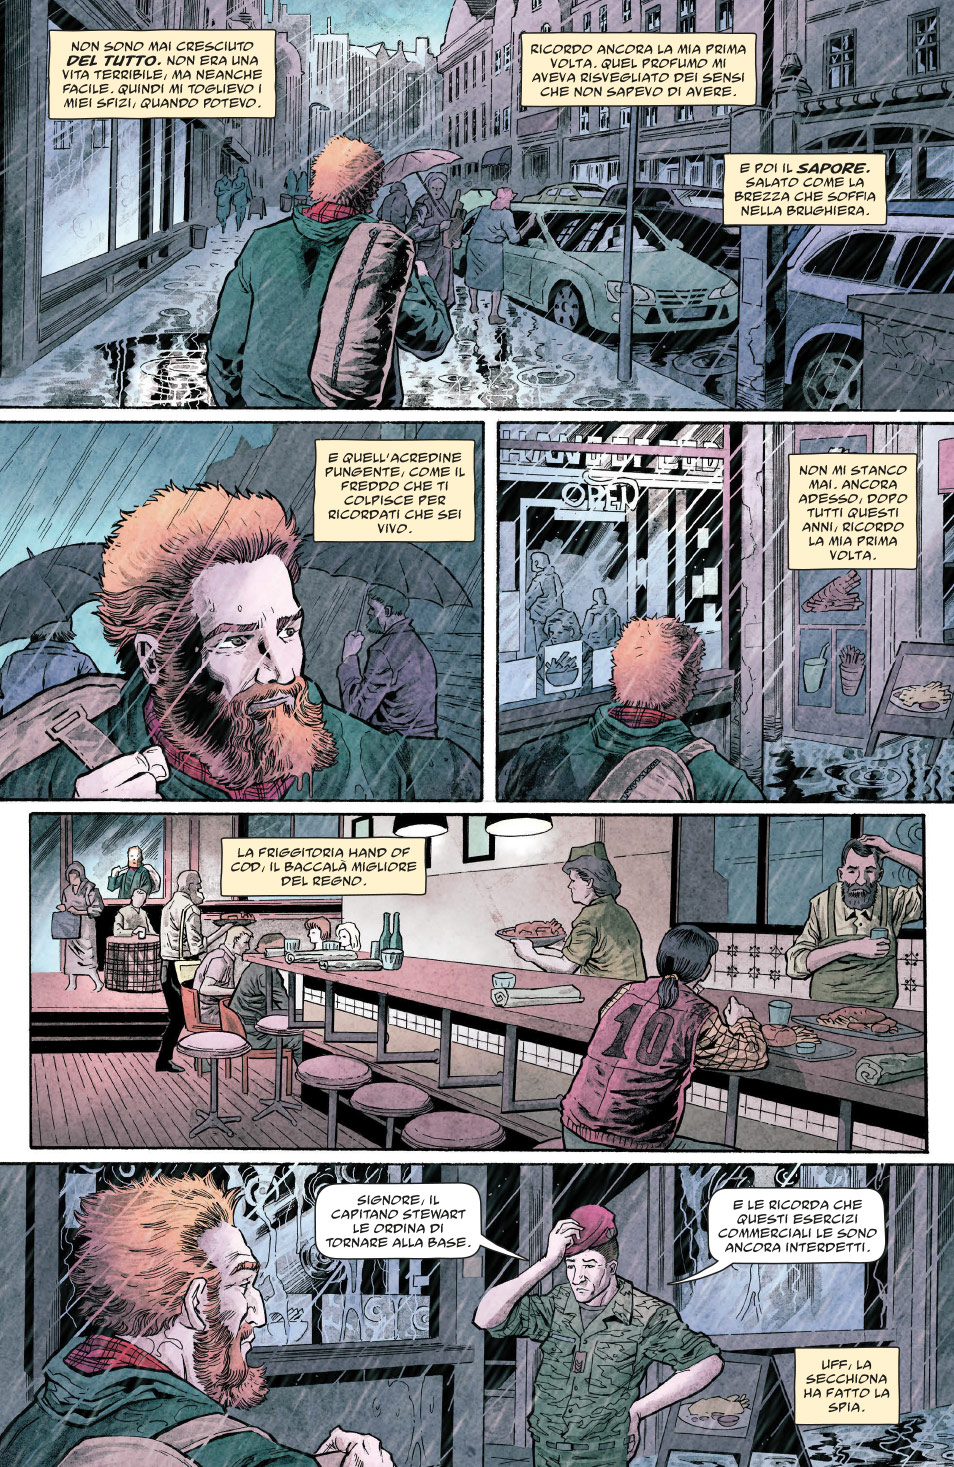 NON SONO MAI CRESCIUTO
DEL TUTTO. NON ERA UNA
VITA TERRIBILE, MA NEANCHE
FACILE. QUINDI MI TOGLIEVO I
MIEI SFIZI, QUANDO POTEVO.
RICORDO ANCORA LA MIA PRIMA
VOLTA. QUEL PROFUMO MI
AVEVA RISVEGLIATO DEI SENSI
CHE NON SAPEVO DI AVERE.
E POI IL SAPORE.
SALATO COME LA
BREZZA CHE SOFFIA
NELLA BRUGHIERA.
E QUELL'ACREDINE
PUNGENTE, COME IL
FREDDO CHE TI
COLPISCE PER
RICORDATI CHE SEI
VIVO.
HAND OF COD
OPEN
NON MI STANCO
MAI. ANCORA
ADESSO, DOPO
TUTTI QUESTI
ANNI, RICORDO
LA MIA PRIMA
VOLTA.
LA FRIGGITORIA HAND OF
COD, IL BACCALÀ MIGLIORE
DEL REGNO.
10
SIGNORE, IL
CAPITANO STEWART
LE ORDINA DI
TORNARE ALLA BASE.
E LE RICORDA CHE
QUESTI ESERCIZI
COMMERCIALI LE SONO
ANCORA INTERDETTI.
UFF, LA
SECCHIONA
HA FATTO LA
SPIA.